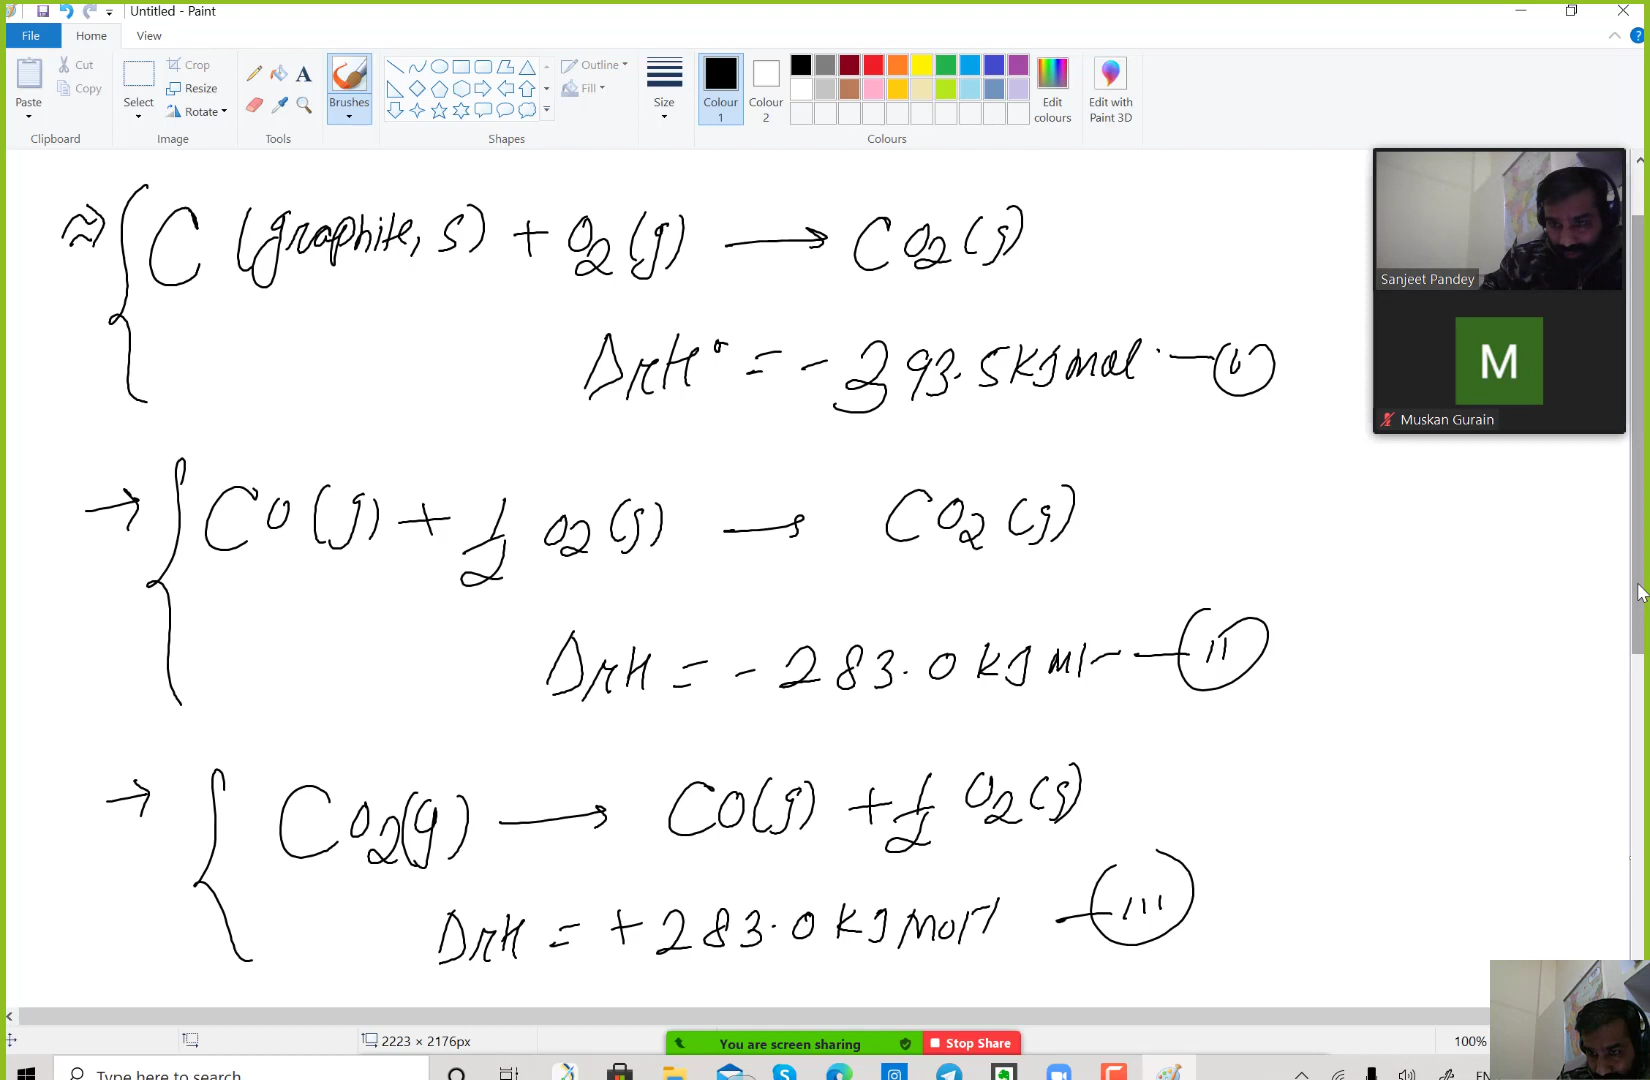 Untitled - Paint
File Home View
Cut
Copy
Paste
Clipboard
Crop
Resize
Rotate
Select
Image
Tools
Brushes
Outline
Fill
Shapes
Size
Colour 1
Colour 2
Colours
Edit colours
Edit with Paint 3D
C (graphite, s) + O2 (g) → CO2 (g)
ΔrH° = - 393.5 kJ mol - (i)
→ { CO (g) + 1/2 O2 (g) → CO2 (g)
ΔrH = - 283.0 kJ ml - (ii)
→ { CO2(g) → CO(g) + 1/2 O2 (g)
ΔrH = + 283.0 kJ mol-1 - (iii)
Sanjeet Pandey
M
Muskan Gurain
2223 × 2176px
You are screen sharing
Stop Share
100%
Type here to search